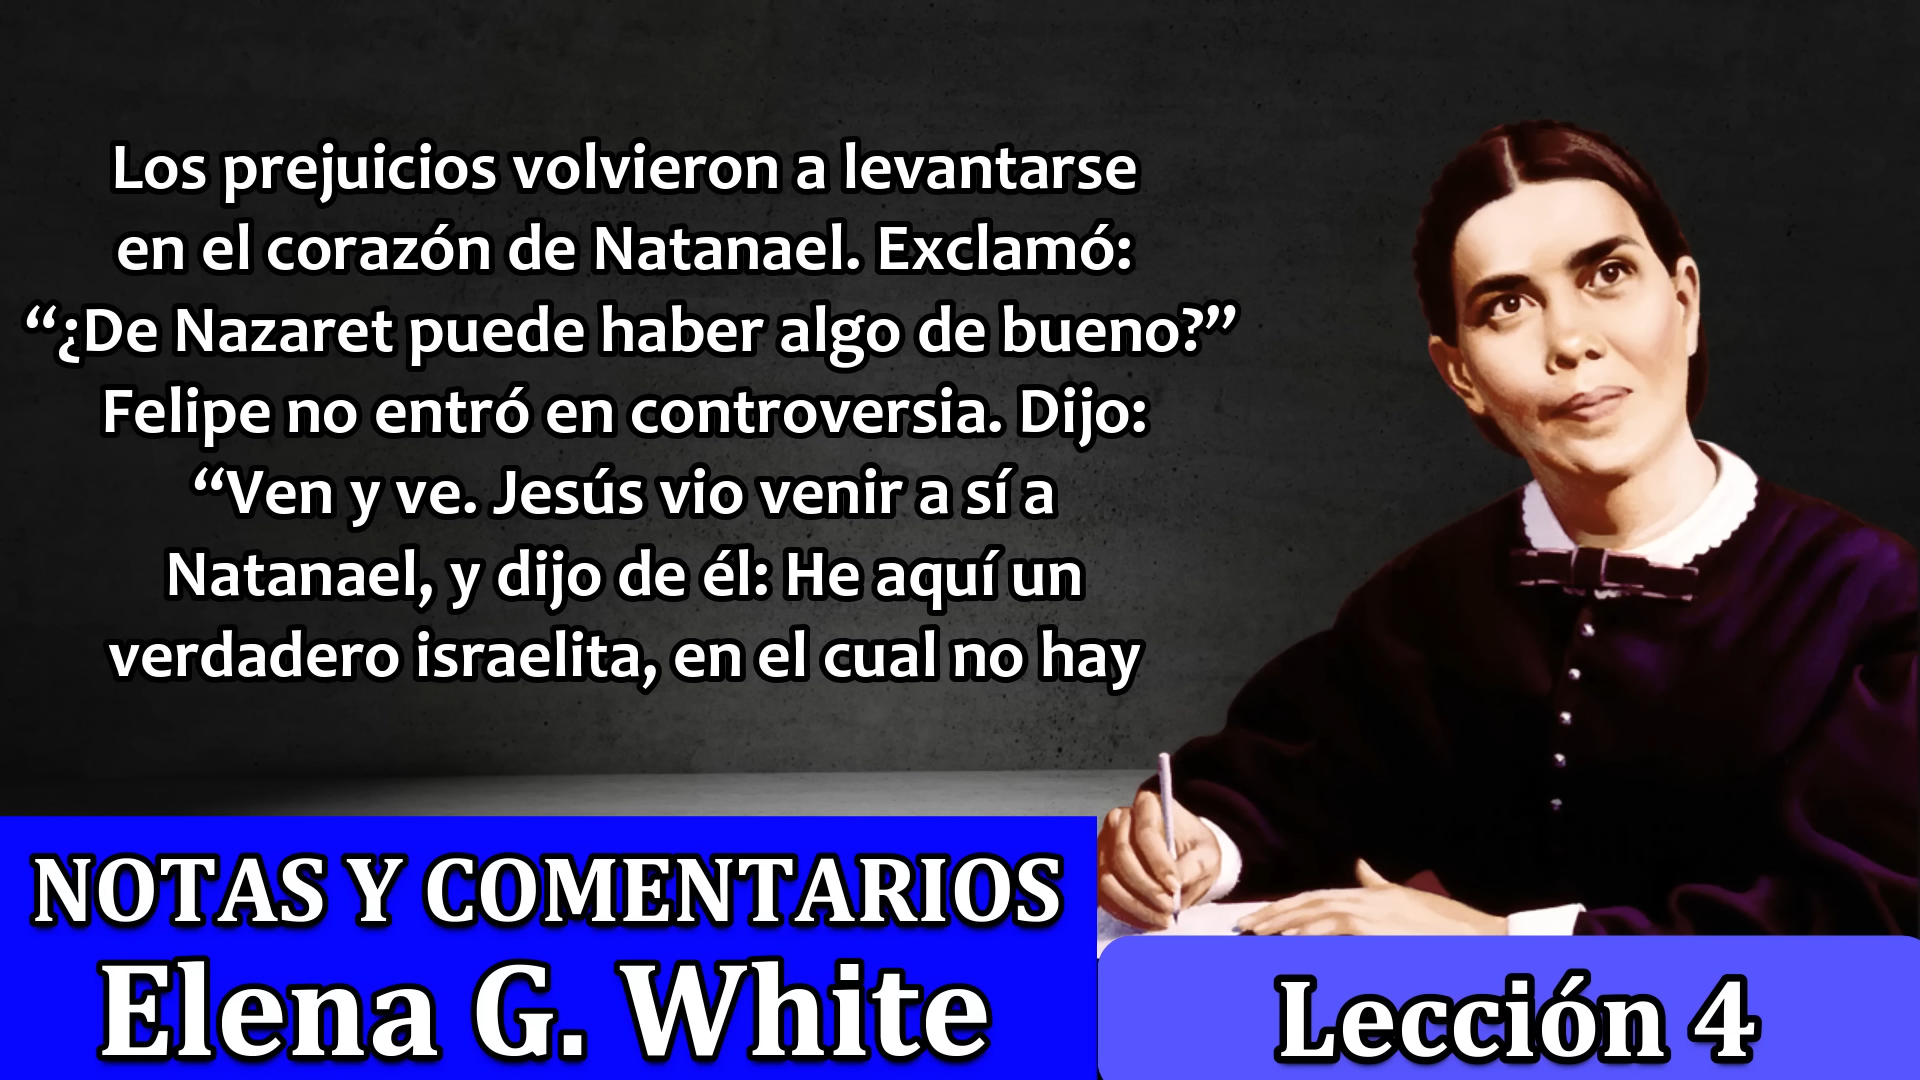 Los prejuicios volvieron a levantarse
en el corazón de Natanael. Exclamó:
“¿De Nazaret puede haber algo de bueno?”
Felipe no entró en controversia. Dijo:
“Ven y ve. Jesús vio venir a sí a
Natanael, y dijo de él: He aquí un
verdadero israelita, en el cual no hay
NOTAS Y COMENTARIOS
Elena G. White
Lección 4